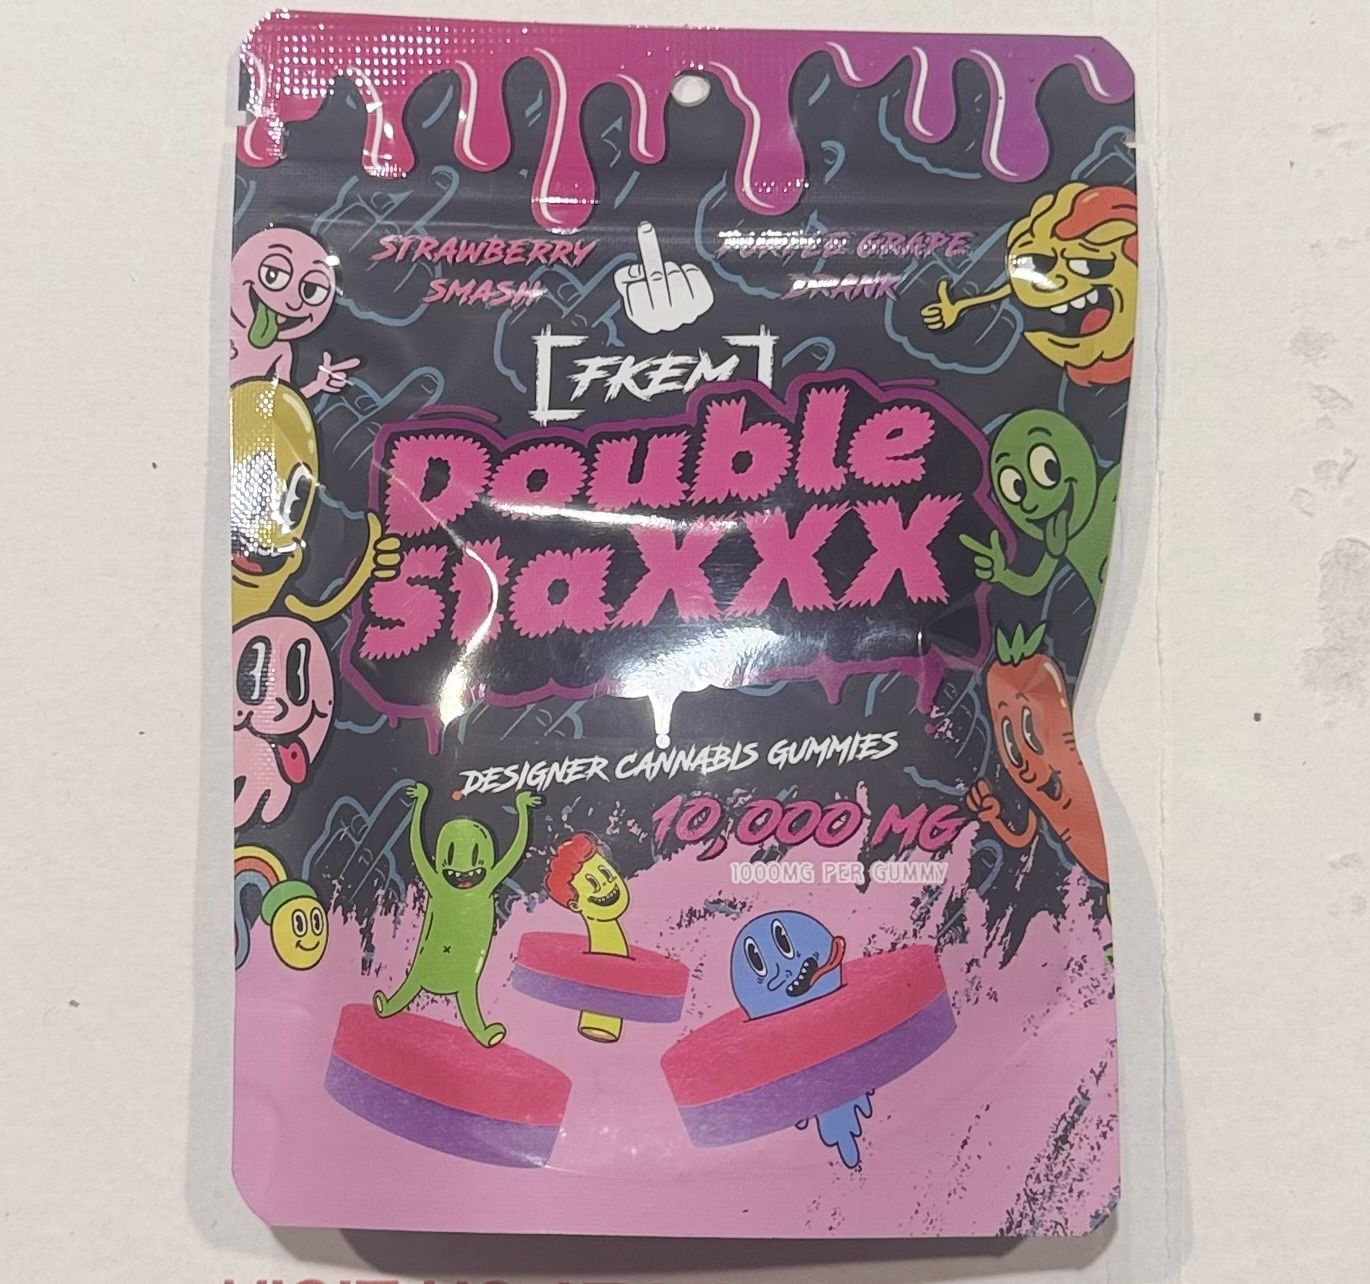 STRAWBERRY
SMASH
PURPLE GRAPE
DRANK
[FKEM]
Double
staXXX
DESIGNER CANNABIS GUMMIES
10,000 MG
1000MG PER GUMMY